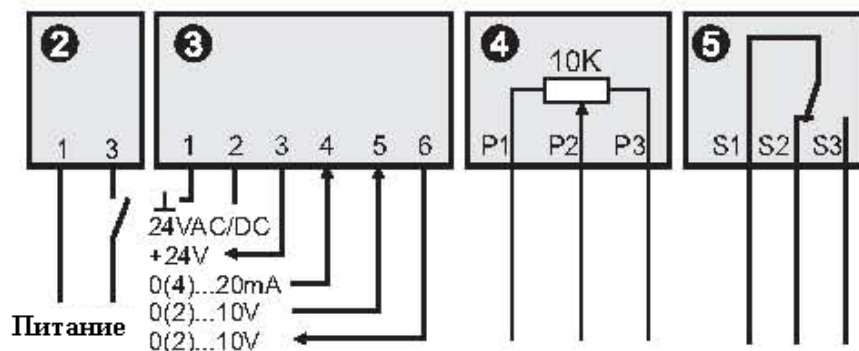 2 3 4 5
10K
1 3 1 2 3 4 5 6 P1 P2 P3 S1 S2 S3
24VAC/DC
+24V
0(4)...20mA
0(2)...10V
Питание
0(2)...10V